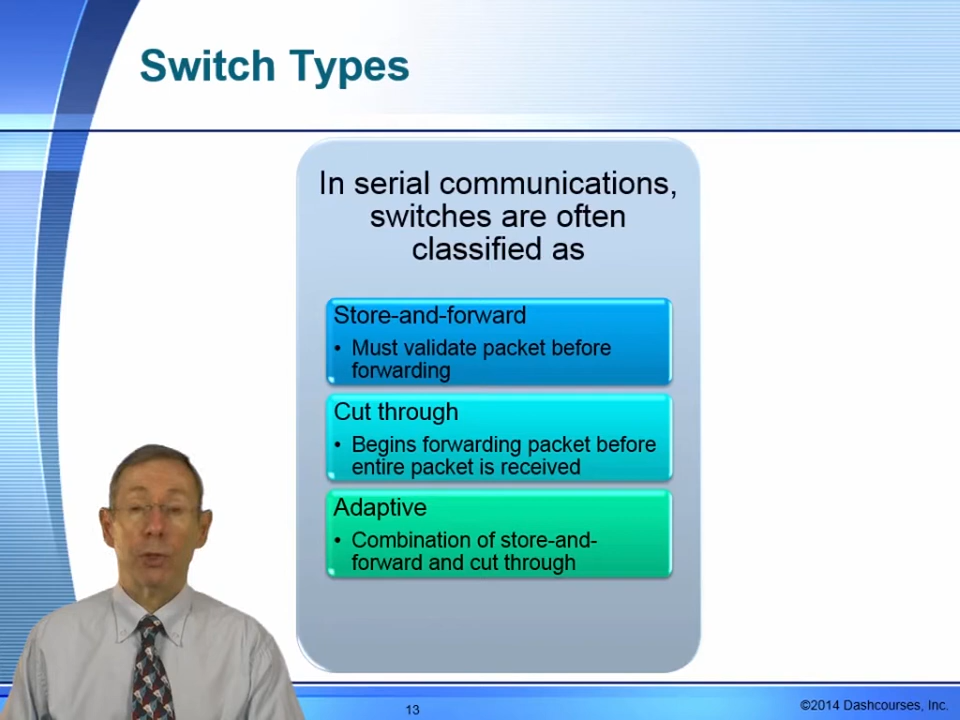 Switch Types
In serial communications,
switches are often
classified as
Store-and-forward
• Must validate packet before
forwarding
Cut through
• Begins forwarding packet before
entire packet is received
Adaptive
• Combination of store-and-
forward and cut through
13
©2014 Dashcourses, Inc.